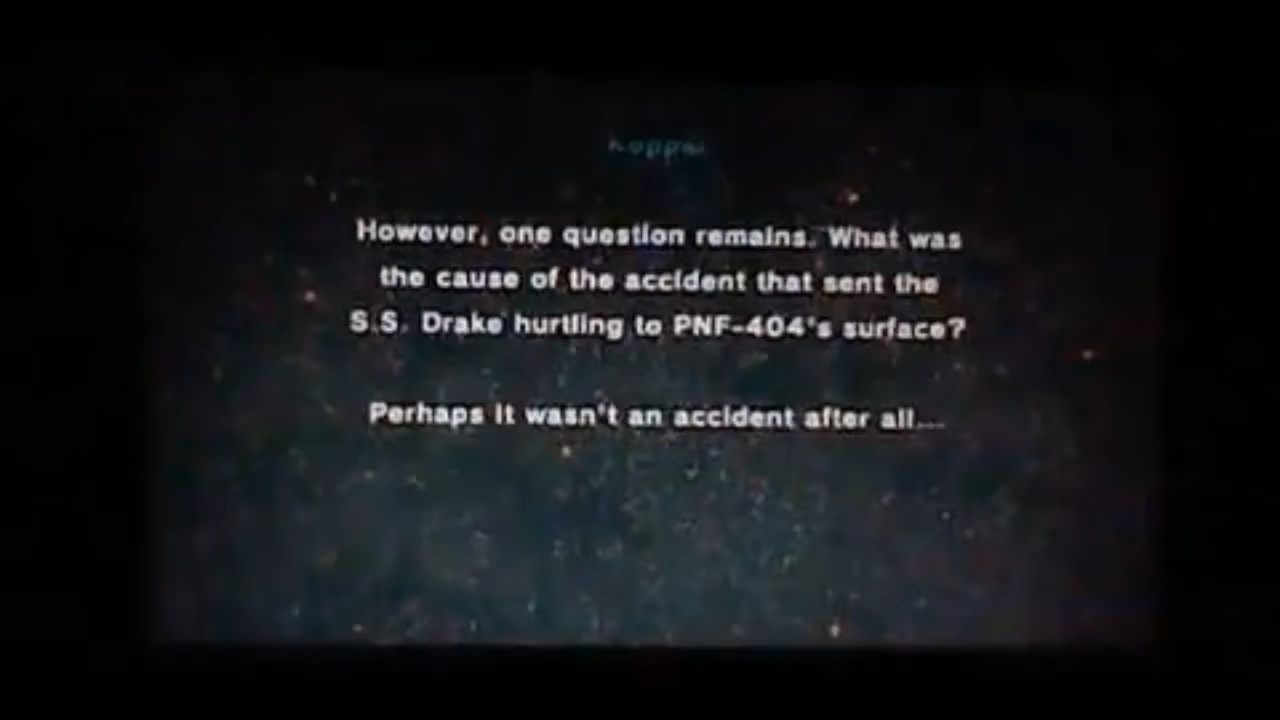 Koppai
However, one question remains. What was
the cause of the accident that sent the
S.S. Drake hurtling to PNF-404's surface?
Perhaps it wasn't an accident after all...